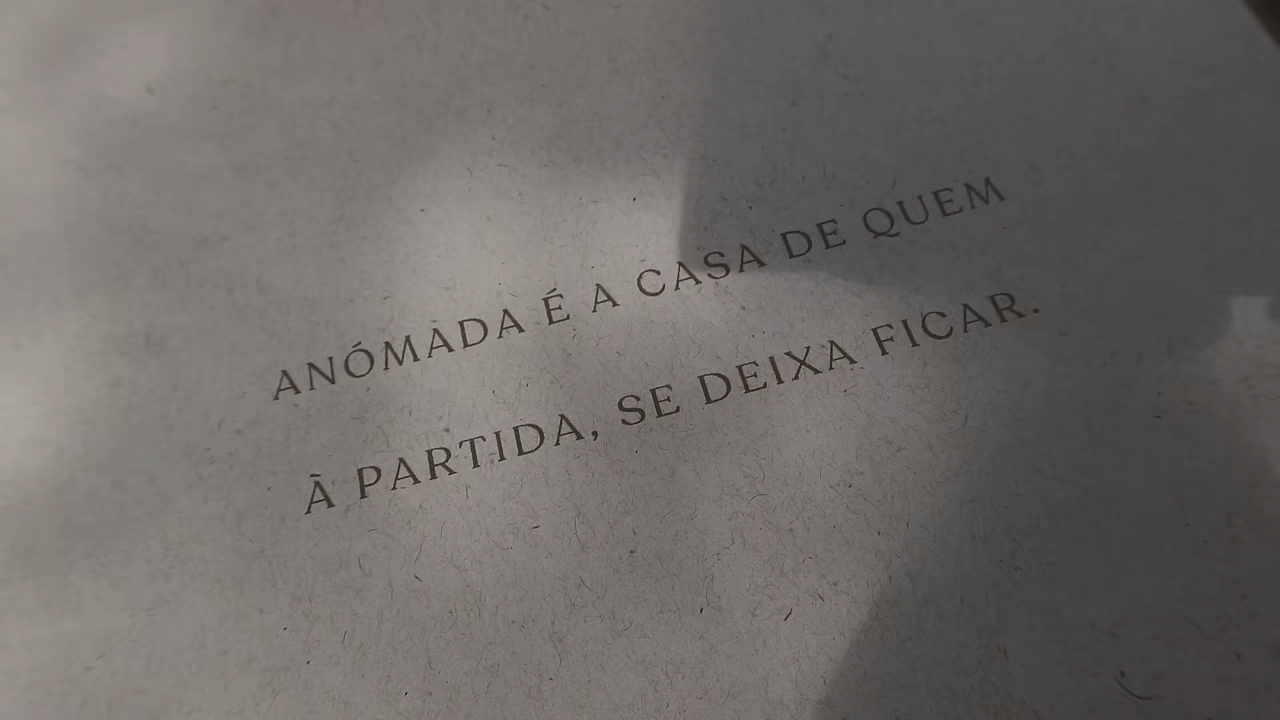 ANÓMADA É A CASA DE QUEM
À PARTIDA, SE DEIXA FICAR.